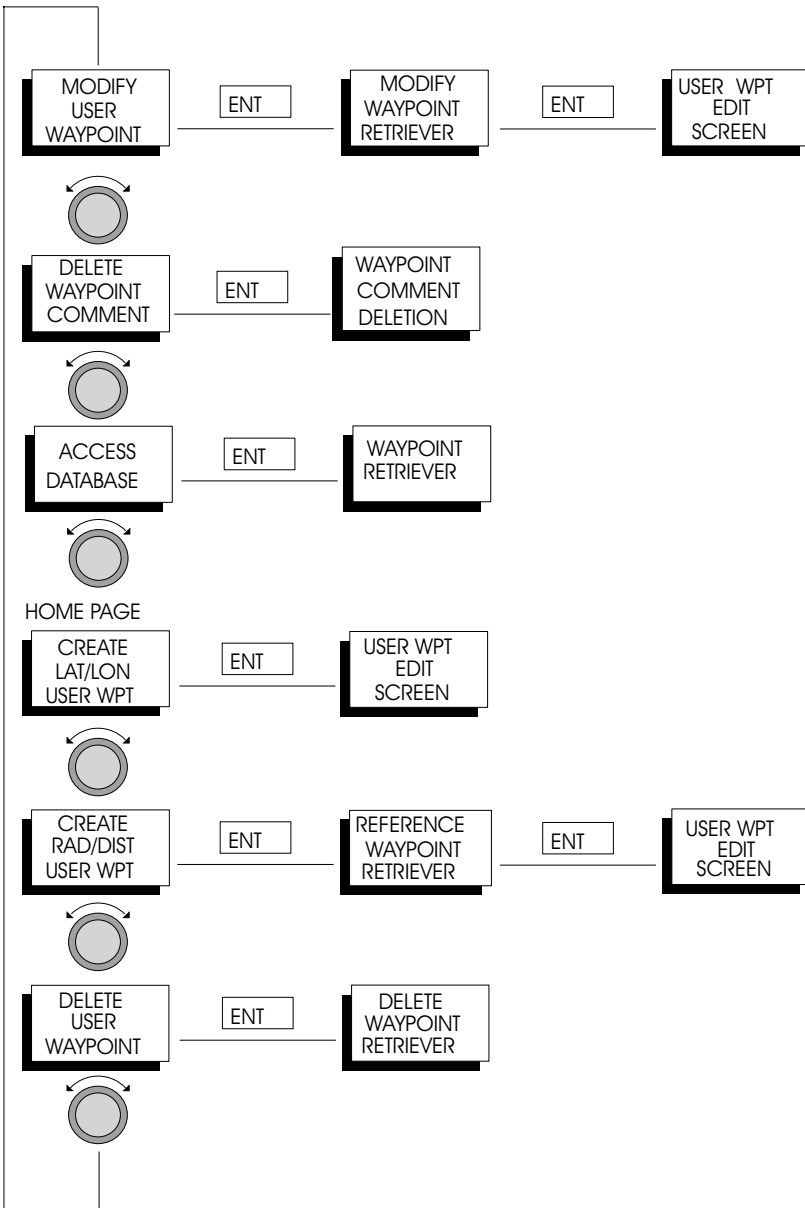 MODIFY
USER
WAYPOINT
ENT
MODIFY
WAYPOINT
RETRIEVER
ENT
USER WPT
EDIT
SCREEN
DELETE
WAYPOINT
COMMENT
ENT
WAYPOINT
COMMENT
DELETION
ACCESS
DATABASE
ENT
WAYPOINT
RETRIEVER
HOME PAGE
CREATE
LAT/LON
USER WPT
ENT
USER WPT
EDIT
SCREEN
CREATE
RAD/DIST
USER WPT
ENT
REFERENCE
WAYPOINT
RETRIEVER
ENT
USER WPT
EDIT
SCREEN
DELETE
USER
WAYPOINT
ENT
DELETE
WAYPOINT
RETRIEVER